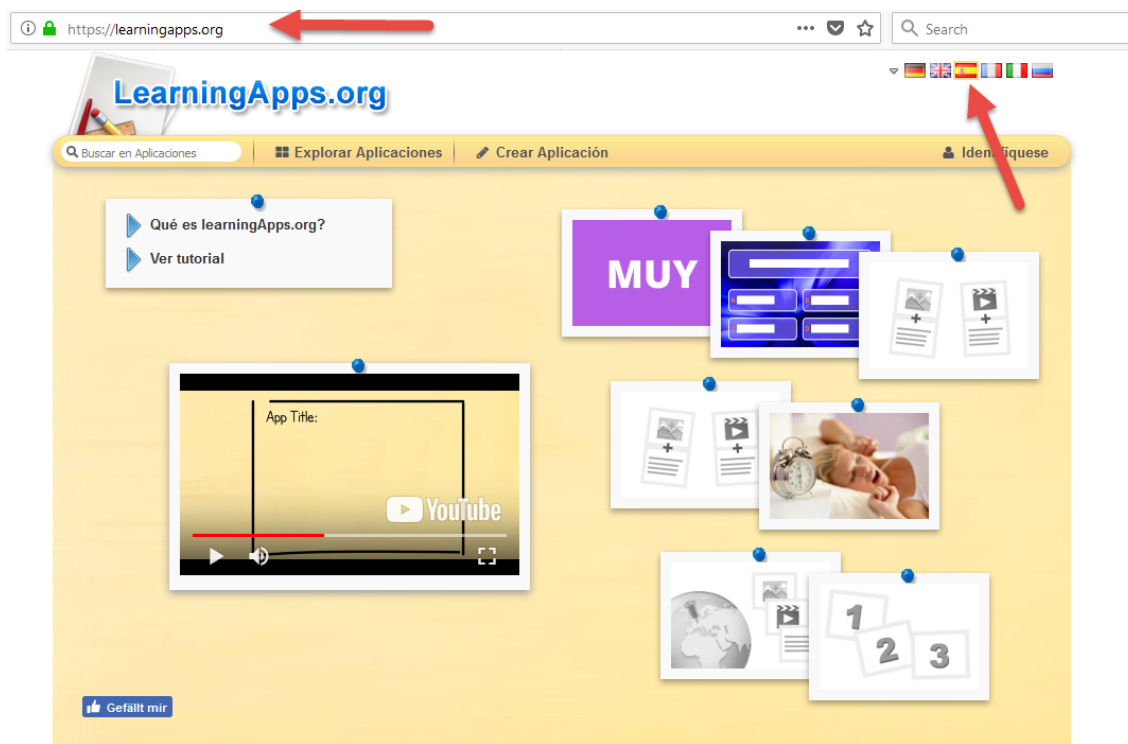 https://learningapps.org
Search
LearningApps.org
Buscar en Aplicaciones
Explorar Aplicaciones
Crear Aplicación
Identifíquese
Qué es learningApps.org?
Ver tutorial
MUY
App Title:
YouTube
1
2
3
Gefällt mir